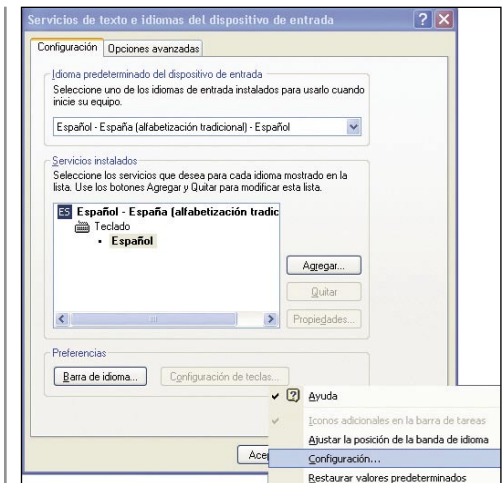 Servicios de texto e idiomas del dispositivo de entrada
Configuración Opciones avanzadas
Idioma predeterminado del dispositivo de entrada
Seleccione uno de los idiomas de entrada instalados para usarlo cuando
inicie su equipo.
Español - España (alfabetización tradicional) - Español
Servicios instalados
Seleccione los servicios que desea para cada idioma mostrado en la
lista. Use los botones Agregar y Quitar para modificar esta lista.
ES Español - España (alfabetización tradic
Teclado
• Español
Agregar...
Quitar
Propiedades...
Preferencias
Barra de idioma... Configuración de teclas...
Ayuda
Iconos adicionales en la barra de tareas
Ajustar la posición de la banda de idioma
Configuración...
Restaurar valores predeterminados